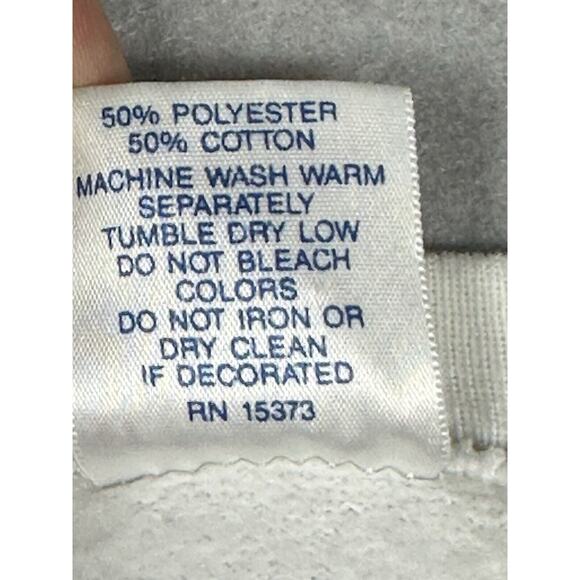 50% POLYESTER
50% COTTON
MACHINE WASH WARM
SEPARATELY
TUMBLE DRY LOW
DO NOT BLEACH
COLORS
DO NOT IRON OR
DRY CLEAN
IF DECORATED
RN 15373